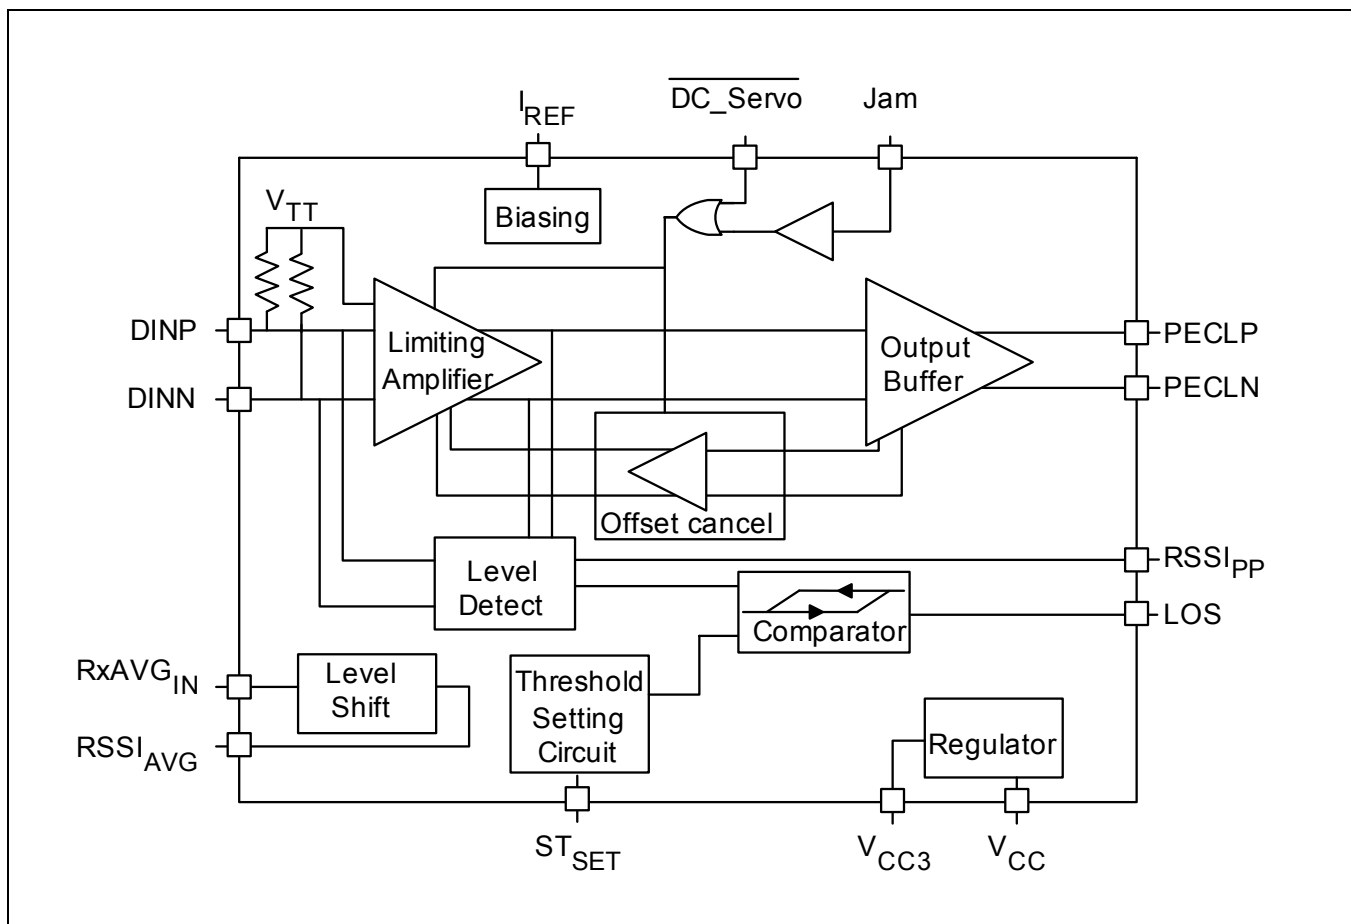 DC_Servo
Jam
IREF
VTT
Biasing
DINP
DINN
Limiting
Amplifier
Output
Buffer
PECLP
PECLN
Offset cancel
Level
Detect
RSSIPP
Comparator
LOS
RxAVGIN
Level
Shift
RSSIAVG
Threshold
Setting
Circuit
Regulator
STSET
VCC3
VCC